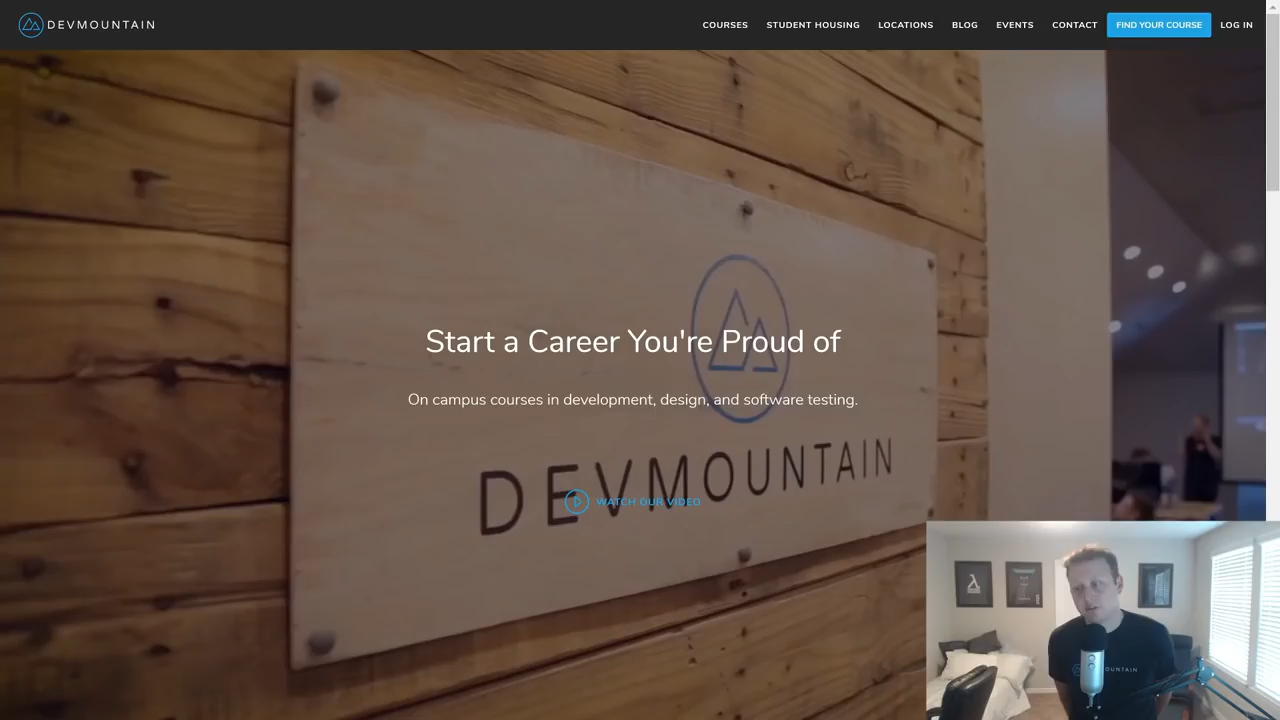 DEVMOUNTAIN
COURSES STUDENT HOUSING LOCATIONS BLOG EVENTS CONTACT FIND YOUR COURSE LOG IN
Start a Career You're Proud of
On campus courses in development, design, and software testing.
DEVMOUNTAIN
WATCH OUR VIDEO
OUNTAIN